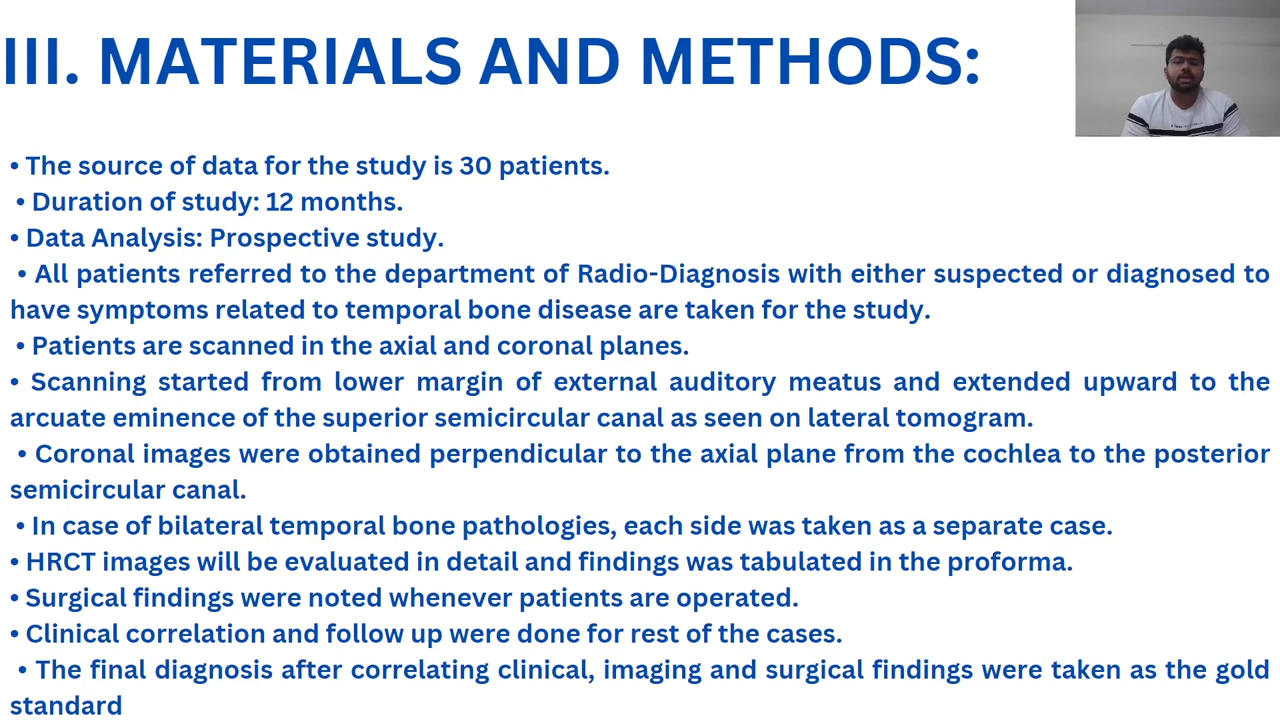 III. MATERIALS AND METHODS:
• The source of data for the study is 30 patients.
• Duration of study: 12 months.
• Data Analysis: Prospective study.
• All patients referred to the department of Radio-Diagnosis with either suspected or diagnosed to
have symptoms related to temporal bone disease are taken for the study.
• Patients are scanned in the axial and coronal planes.
• Scanning started from lower margin of external auditory meatus and extended upward to the
arcuate eminence of the superior semicircular canal as seen on lateral tomogram.
• Coronal images were obtained perpendicular to the axial plane from the cochlea to the posterior
semicircular canal.
• In case of bilateral temporal bone pathologies, each side was taken as a separate case.
• HRCT images will be evaluated in detail and findings was tabulated in the proforma.
• Surgical findings were noted whenever patients are operated.
• Clinical correlation and follow up were done for rest of the cases.
• The final diagnosis after correlating clinical, imaging and surgical findings were taken as the gold
standard